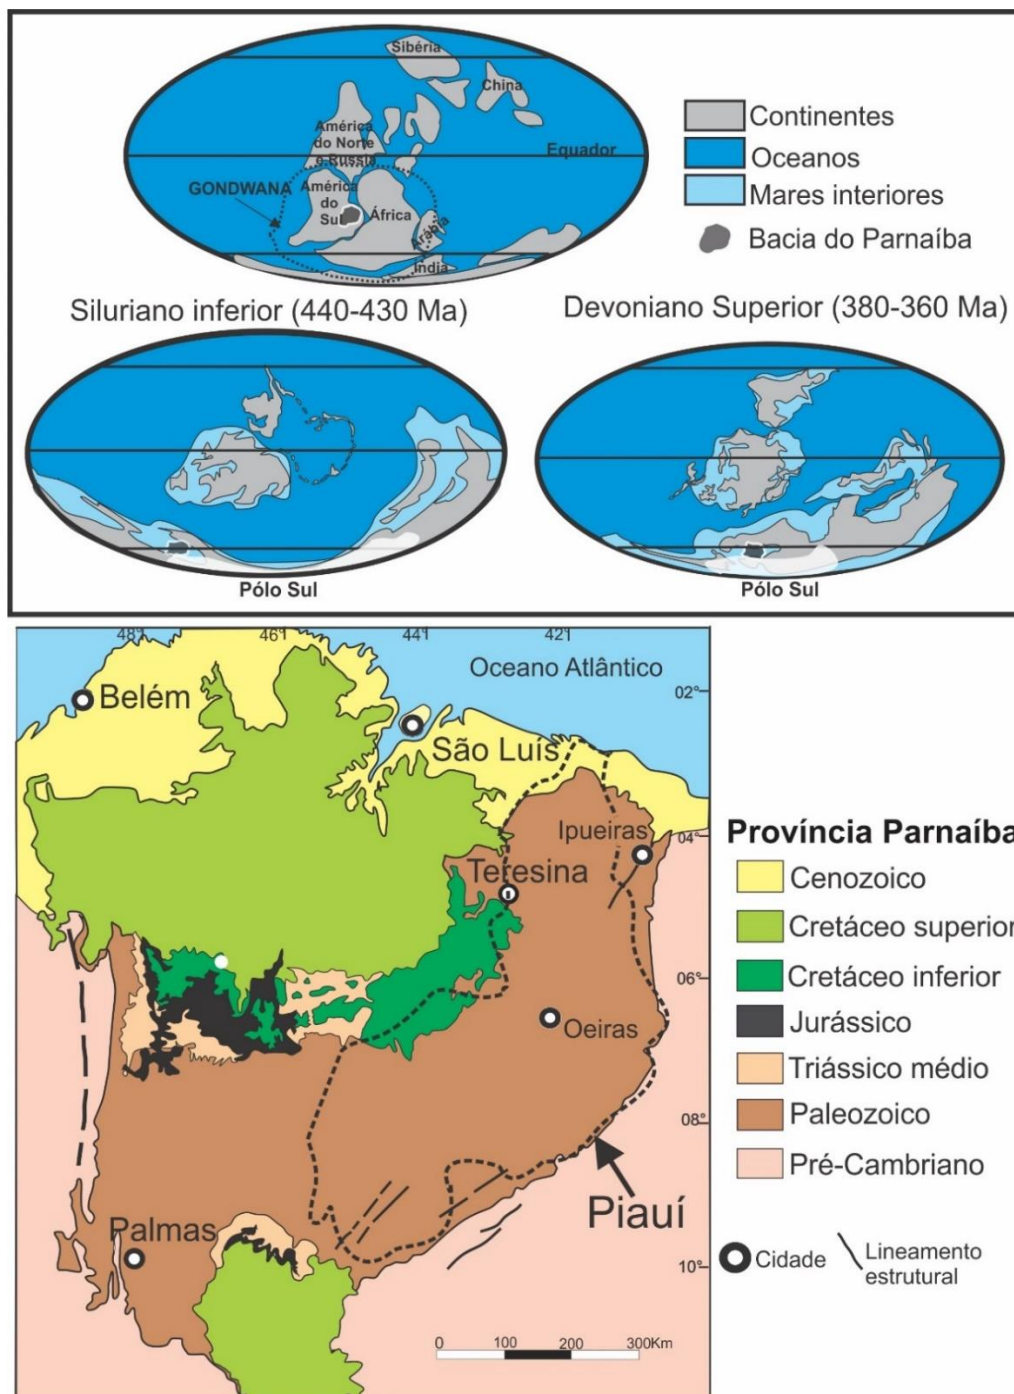 Sibéria
China
América
do Norte
e Russia
Equador
GONDWANA
América
do
Sul
África
Arábia
Índia
Continentes
Oceanos
Mares interiores
Bacia do Parnaíba
Siluriano inferior (440-430 Ma)
Devoniano Superior (380-360 Ma)
Pólo Sul
Pólo Sul
48°
46°
44°
42°
Oceano Atlântico
02°
Belém
São Luís
Ipueiras
04°
Teresina
06°
Oeiras
08°
Piauí
Palmas
10°
0 100 200 300Km
Província Parnaíba
Cenozoico
Cretáceo superior
Cretáceo inferior
Jurássico
Triássico médio
Paleozoico
Pré-Cambriano
Cidade
Lineamento
estrutural